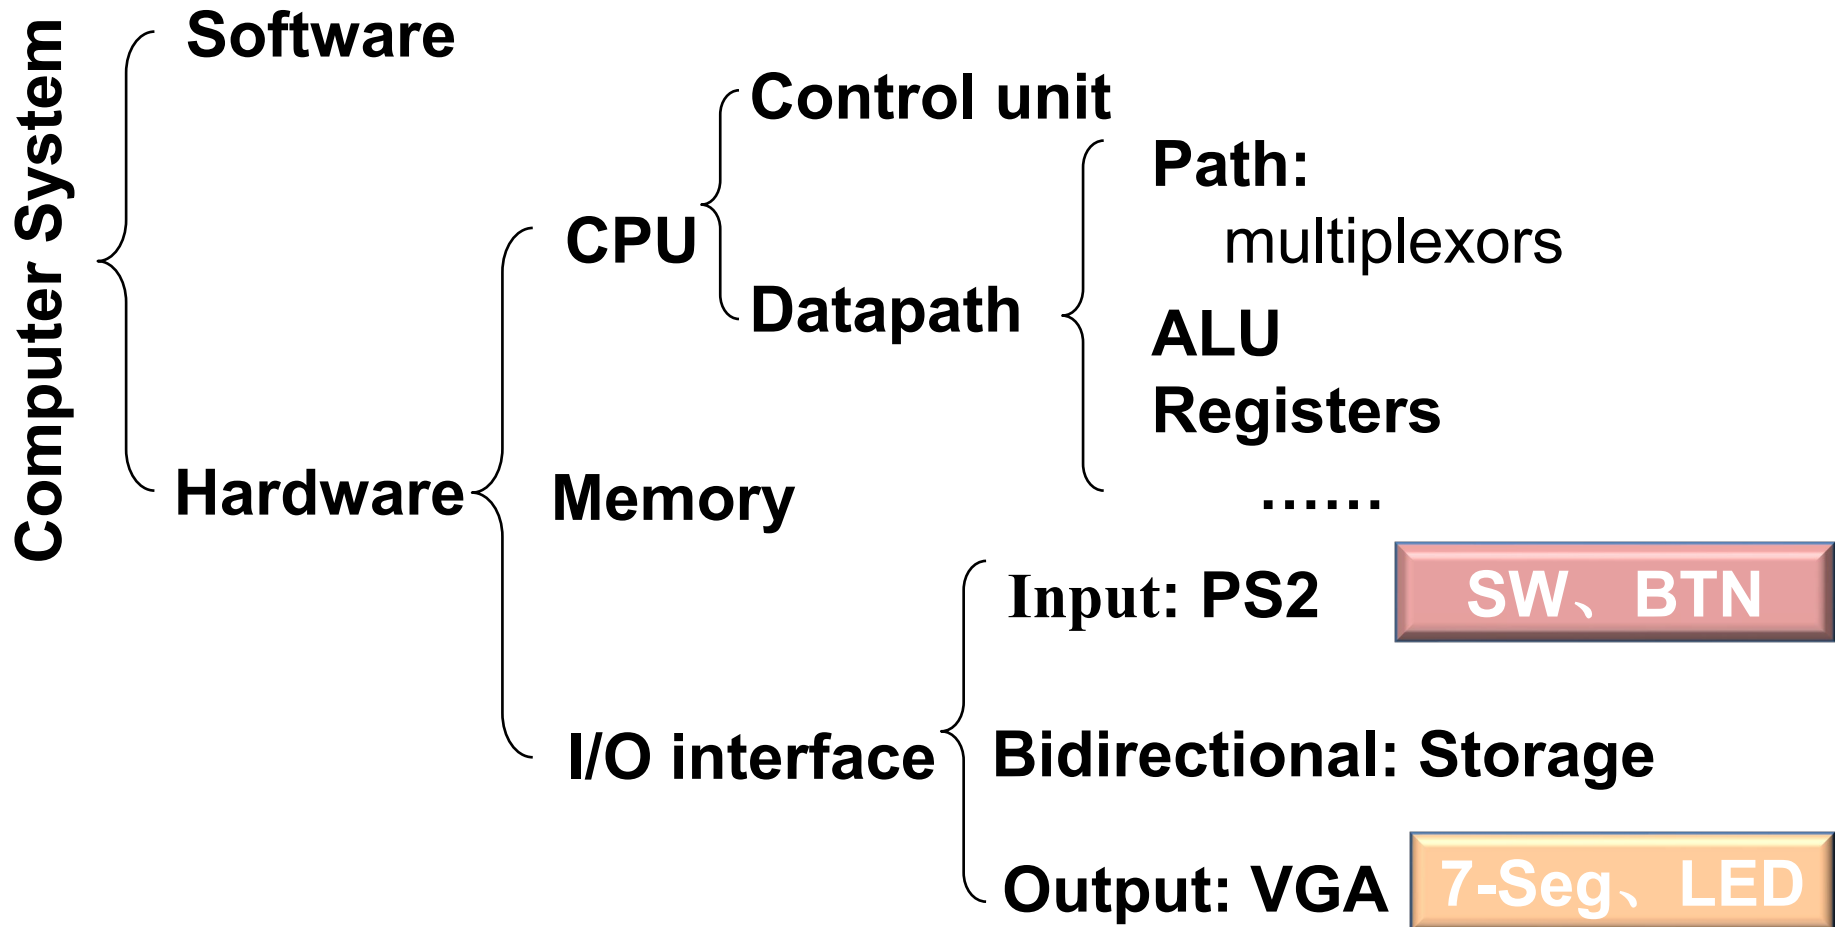 Computer System
Software
Control unit
Path:
multiplexors
CPU
Datapath
ALU
Registers
Hardware
Memory
......
Input: PS2
SW、BTN
I/O interface
Bidirectional: Storage
Output: VGA
7-Seg、LED